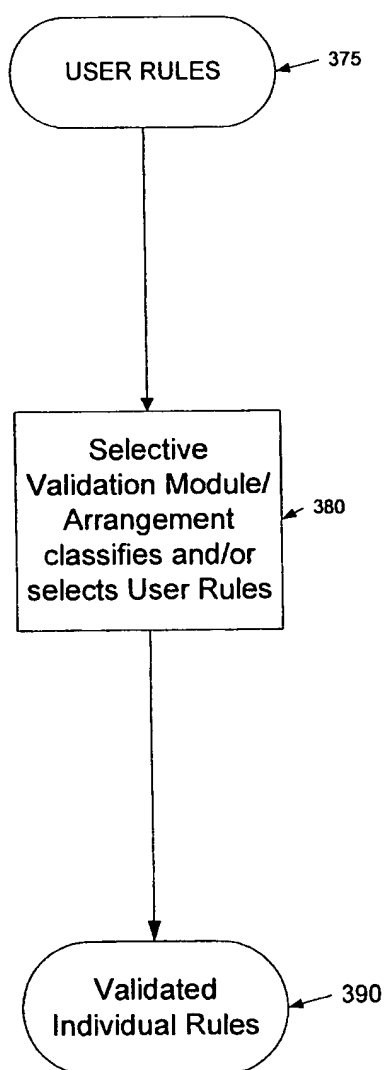 USER RULES
375
Selective
Validation Module/
Arrangement
classifies and/or
selects User Rules
380
Validated
Individual Rules
390